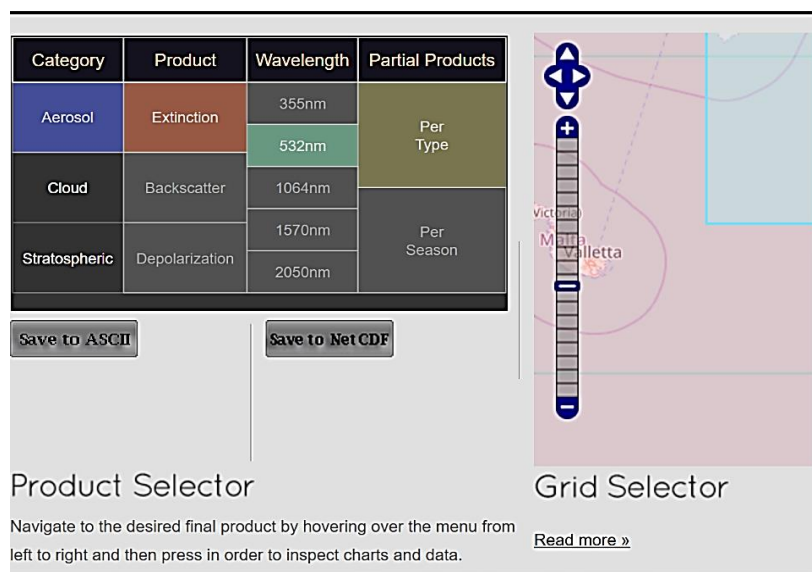 Category Product Wavelength Partial Products
Aerosol Extinction 355nm Per
Type
532nm
Cloud Backscatter 1064nm
Stratospheric Depolarization 1570nm Per
Season
2050nm
Save to ASCII Save to NetCDF
(Victoria)
Malta
Valletta
Product Selector
Navigate to the desired final product by hovering over the menu from
left to right and then press in order to inspect charts and data.
Grid Selector
Read more »